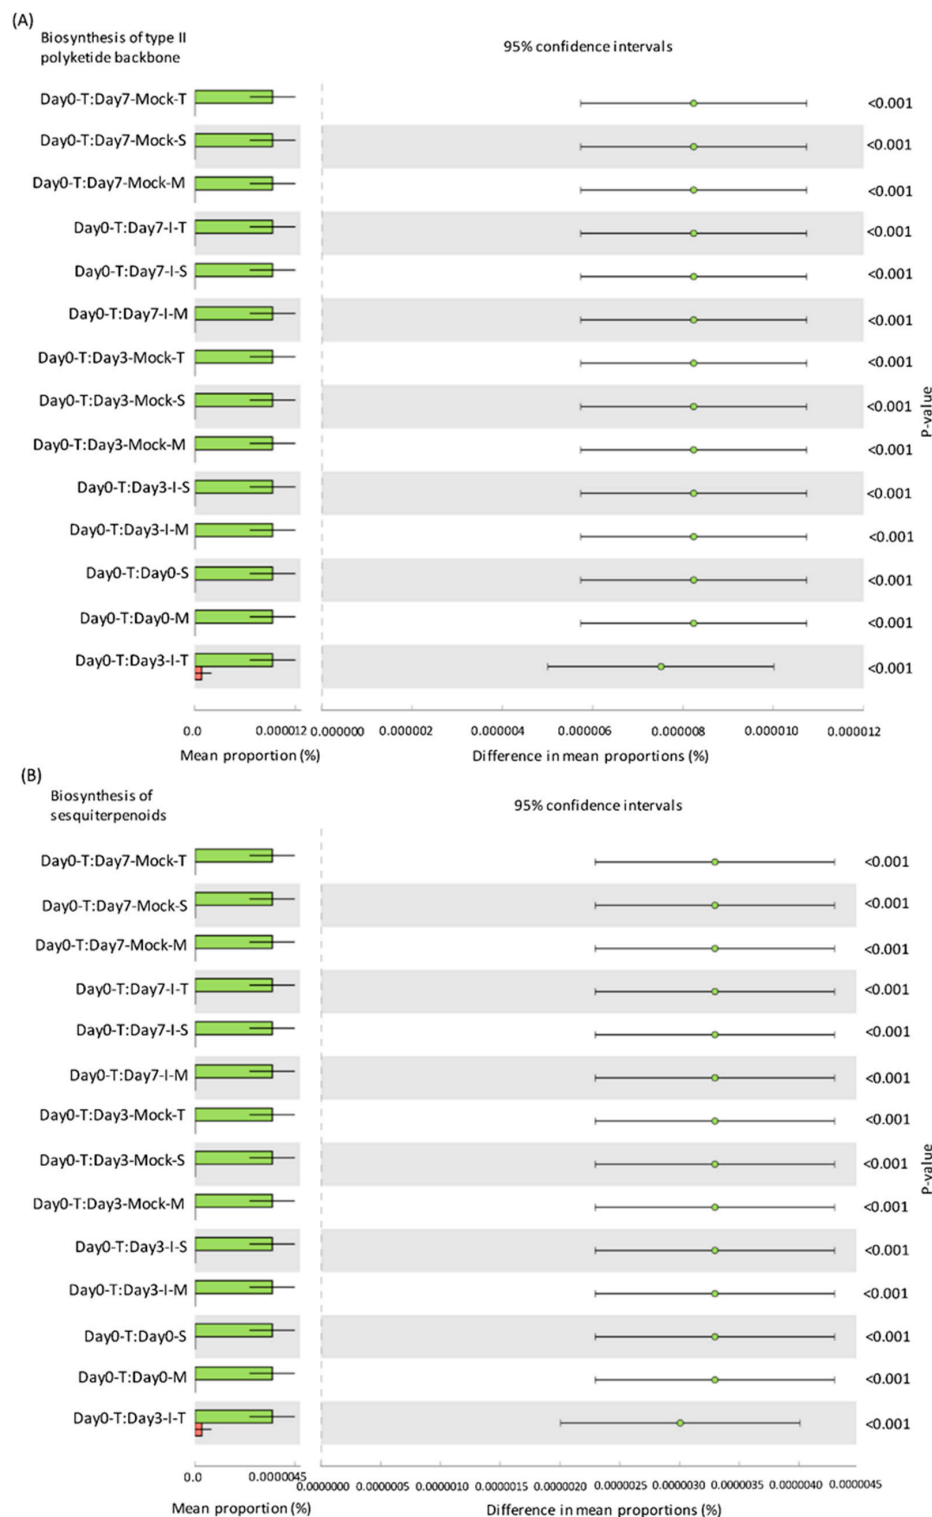 (A)
Biosynthesis of type II
polyketide backbone
95% confidence intervals
Day0-T:Day7-Mock-T <0.001
Day0-T:Day7-Mock-S <0.001
Day0-T:Day7-Mock-M <0.001
Day0-T:Day7-I-T <0.001
Day0-T:Day7-I-S <0.001
Day0-T:Day7-I-M <0.001
Day0-T:Day3-Mock-T <0.001
Day0-T:Day3-Mock-S <0.001
Day0-T:Day3-Mock-M <0.001
Day0-T:Day3-I-S <0.001
Day0-T:Day3-I-M <0.001
Day0-T:Day0-S <0.001
Day0-T:Day0-M <0.001
Day0-T:Day3-I-T <0.001
P-value
0.0 0.000012 0.000000 0.000002 0.000004 0.000006 0.000008 0.000010 0.000012
Mean proportion (%) Difference in mean proportions (%)
(B)
Biosynthesis of
sesquiterpenoids
95% confidence intervals
Day0-T:Day7-Mock-T <0.001
Day0-T:Day7-Mock-S <0.001
Day0-T:Day7-Mock-M <0.001
Day0-T:Day7-I-T <0.001
Day0-T:Day7-I-S <0.001
Day0-T:Day7-I-M <0.001
Day0-T:Day3-Mock-T <0.001
Day0-T:Day3-Mock-S <0.001
Day0-T:Day3-Mock-M <0.001
Day0-T:Day3-I-S <0.001
Day0-T:Day3-I-M <0.001
Day0-T:Day0-S <0.001
Day0-T:Day0-M <0.001
Day0-T:Day3-I-T <0.001
P-value
0.0 0.0000045 0.0000000 0.0000005 0.0000010 0.0000015 0.0000020 0.0000025 0.0000030 0.0000035 0.0000040 0.0000045
Mean proportion (%) Difference in mean proportions (%)